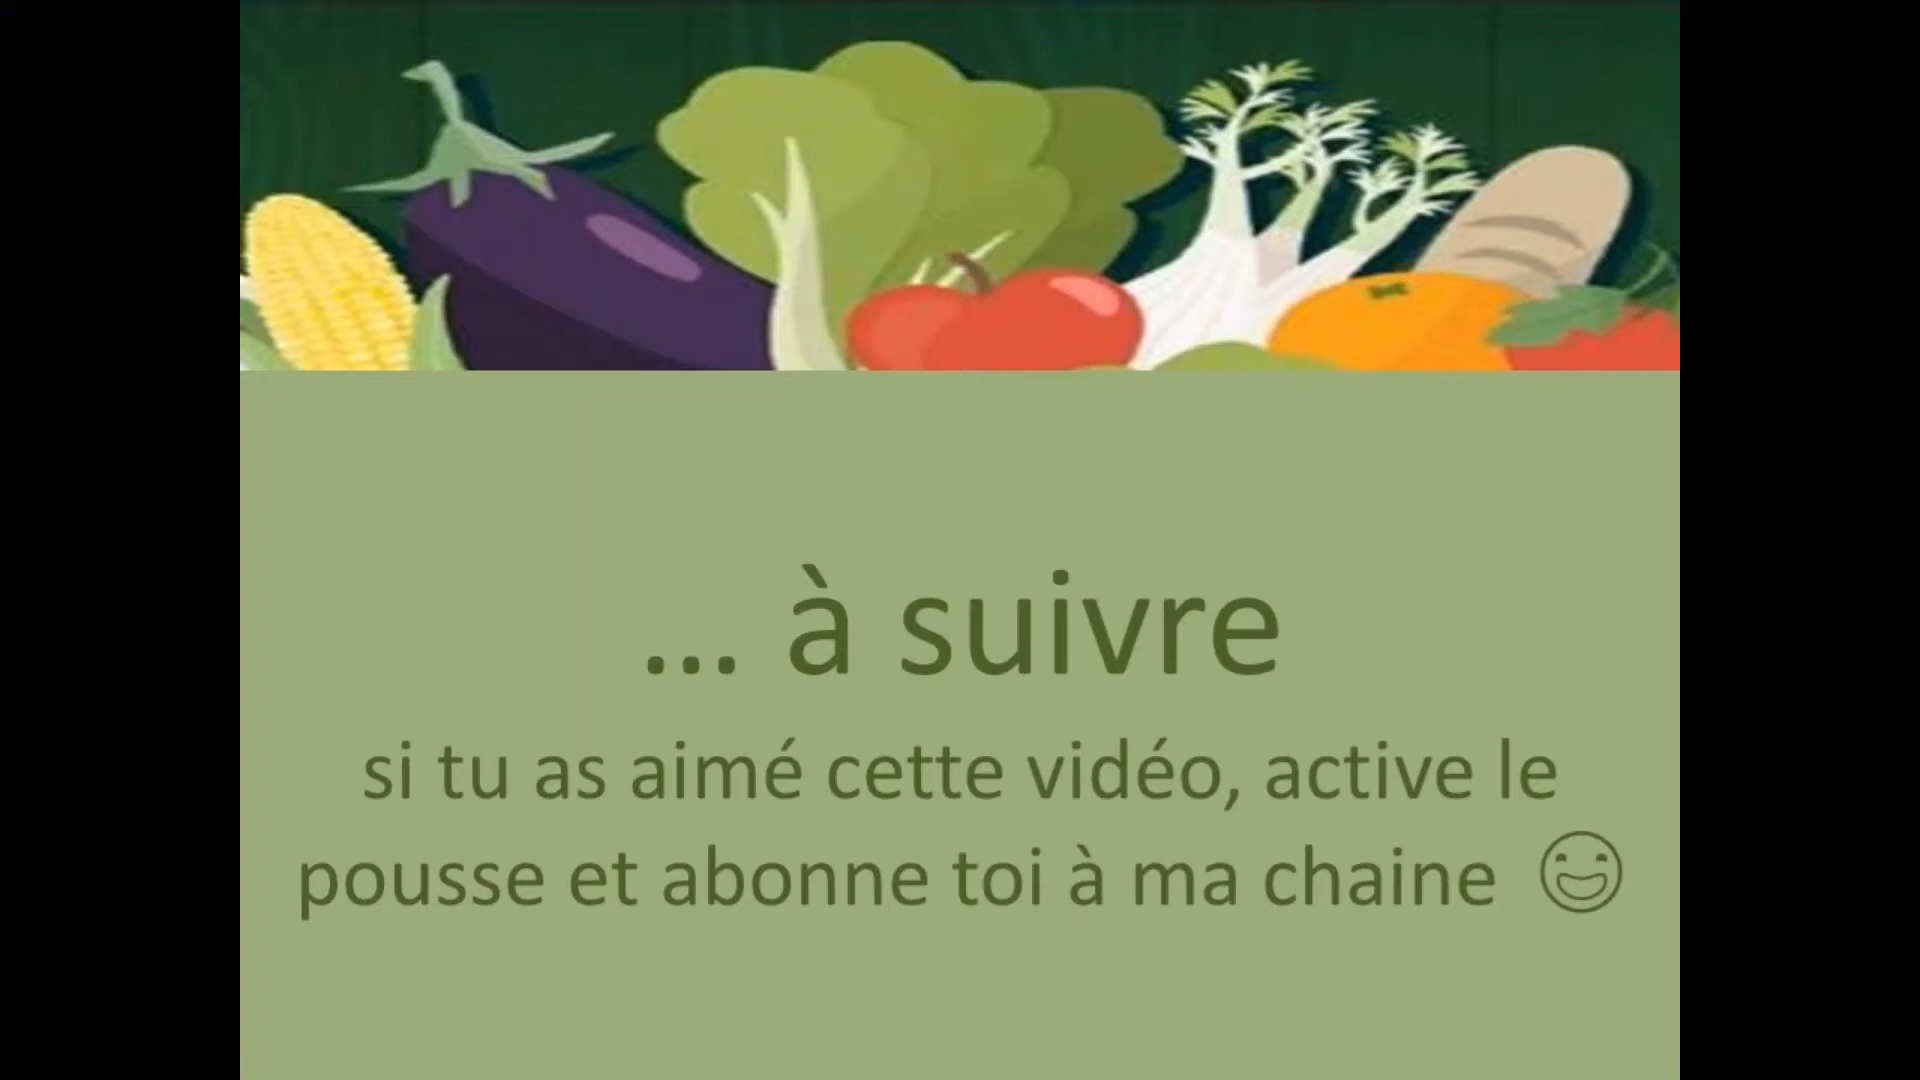 ... à suivre
si tu as aimé cette vidéo, active le
pousse et abonne toi à ma chaine 😃